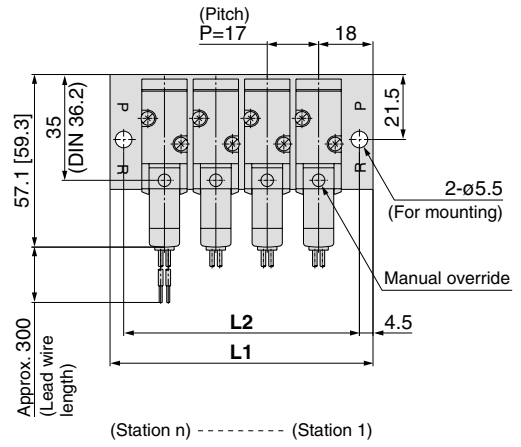 (Pitch)
P=17
18
57.1 [59.3]
35
(DIN 36.2)
21.5
P
P
R
R
2-ø5.5
(For mounting)
Manual override
Approx. 300
(Lead wire
length)
L2
4.5
L1
(Station n) -------- (Station 1)